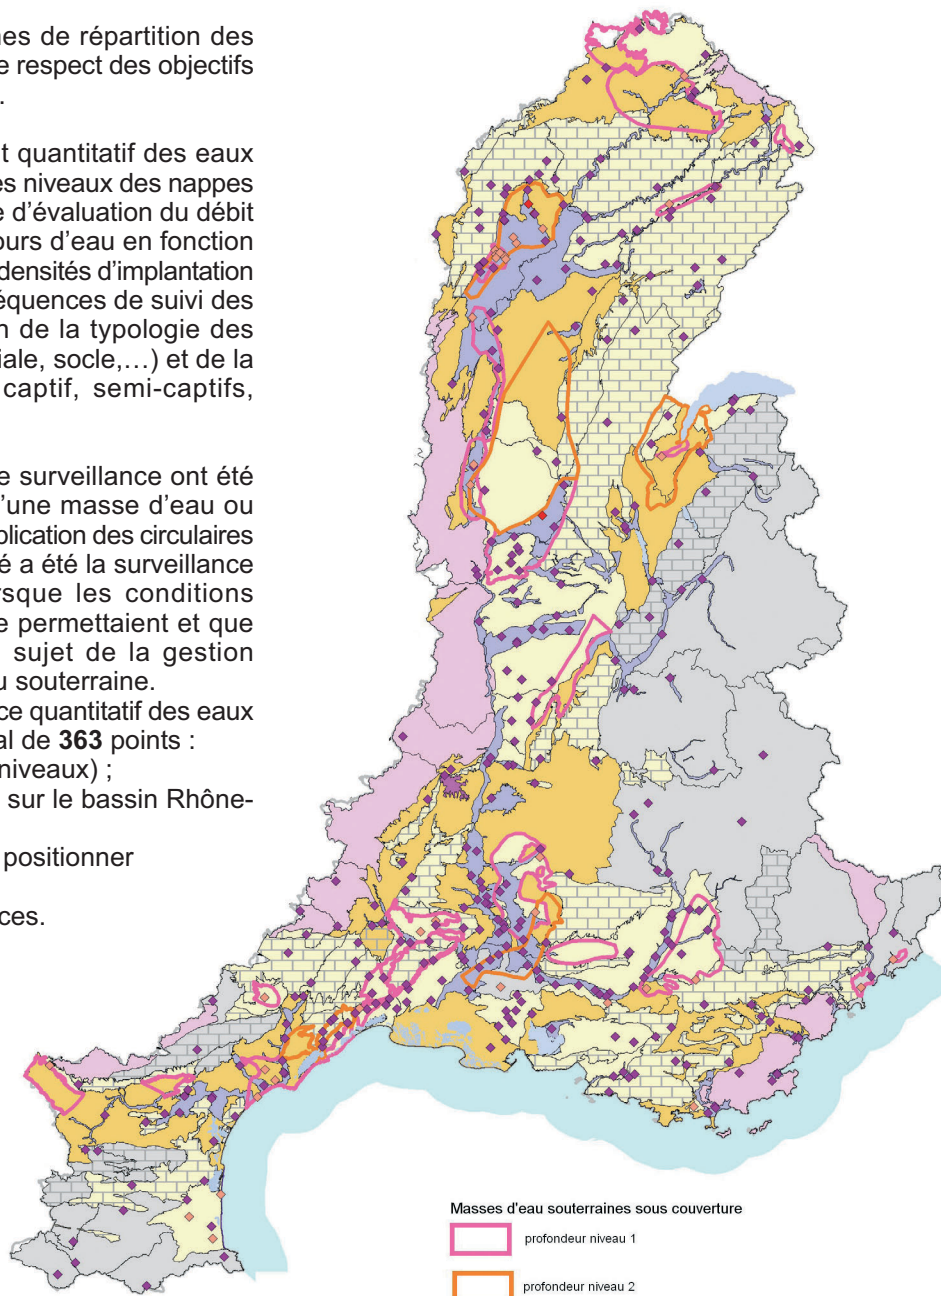 es de répartition des
e respect des objectifs
.
t quantitatif des eaux
es niveaux des nappes
e d'évaluation du débit
ours d'eau en fonction
densités d'implantation
équences de suivi des
n de la typologie des
iale, socle,…) et de la
captif, semi-captifs,
e surveillance ont été
'une masse d'eau ou
plication des circulaires
é a été la surveillance
rsque les conditions
e permettaient et que
sujet de la gestion
u souterraine.
ce quantitatif des eaux
al de 363 points :
niveaux) ;
sur le bassin Rhône-
positionner
ces.
Masses d'eau souterraines sous couverture
profondeur niveau 1
profondeur niveau 2